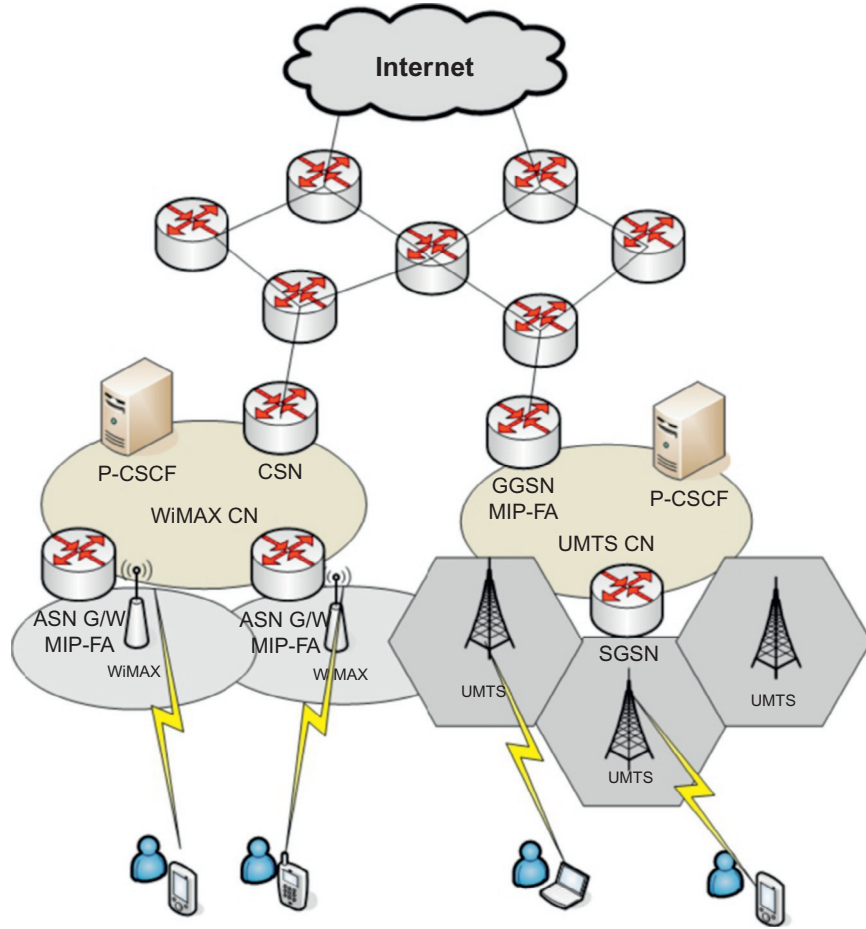 Internet
P-CSCF
CSN
WiMAX CN
GGSN
MIP-FA
P-CSCF
UMTS CN
ASN G/W
MIP-FA
WiMAX
ASN G/W
MIP-FA
WiMAX
UMTS
SGSN
UMTS
UMTS